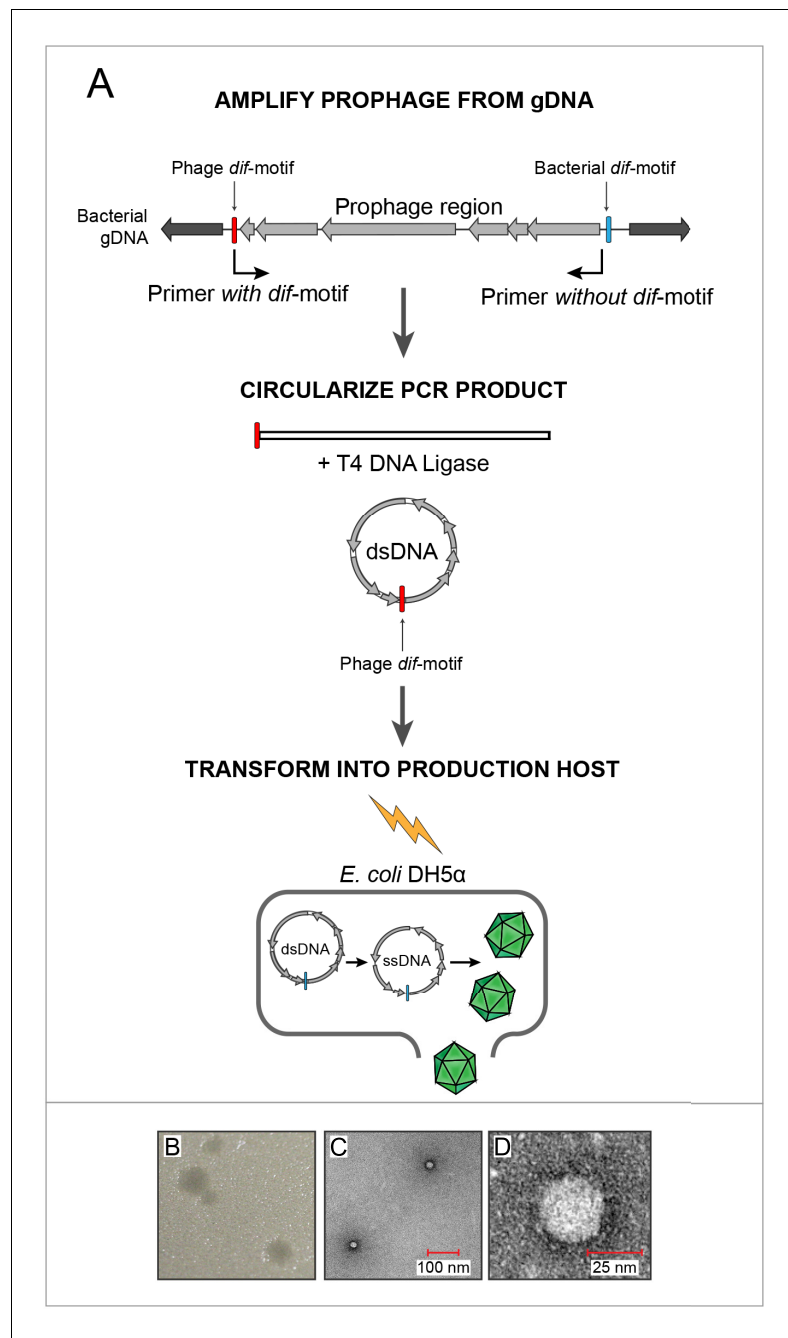 A
AMPLIFY PROPHAGE FROM gDNA
Phage dif-motif
Bacterial dif-motif
Bacterial
gDNA
Prophage region
Primer with dif-motif
Primer without dif-motif
CIRCULARIZE PCR PRODUCT
+ T4 DNA Ligase
dsDNA
Phage dif-motif
TRANSFORM INTO PRODUCTION HOST
E. coli DH5α
dsDNA
ssDNA
B
C
D
100 nm
25 nm